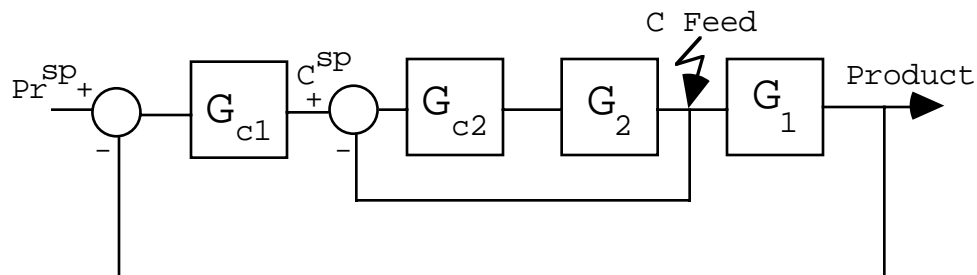 C Feed
Pr^sp + - G_c1 C^sp + - G_c2 G_2 G_1 Product